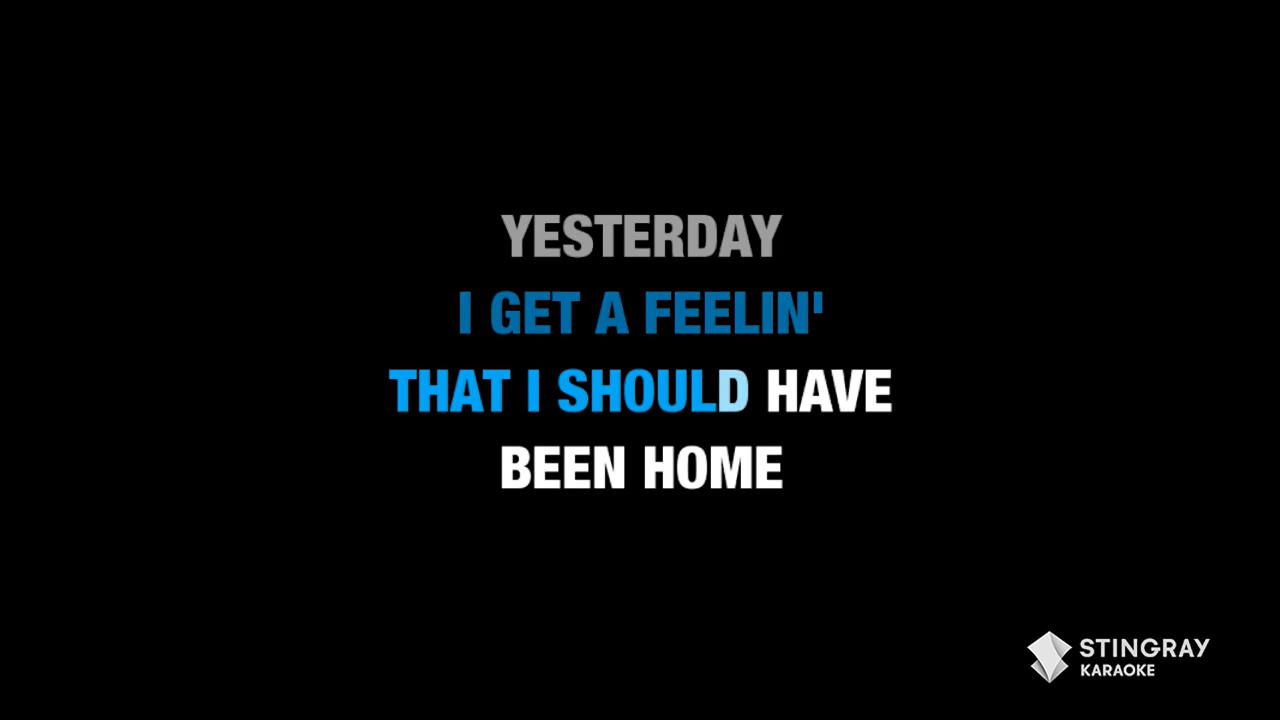 YESTERDAY
I GET A FEELIN'
THAT I SHOULD HAVE
BEEN HOME
STINGRAY
KARAOKE